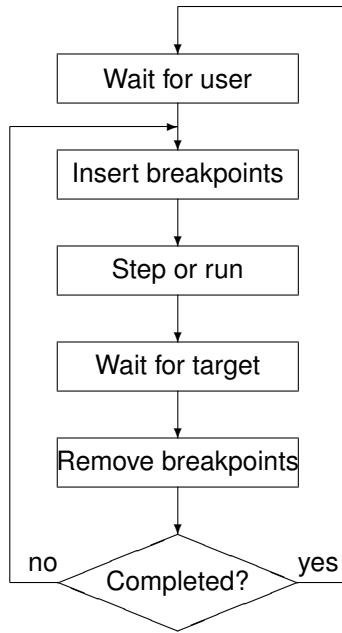 Wait for user
Insert breakpoints
Step or run
Wait for target
Remove breakpoints
no
yes
Completed?